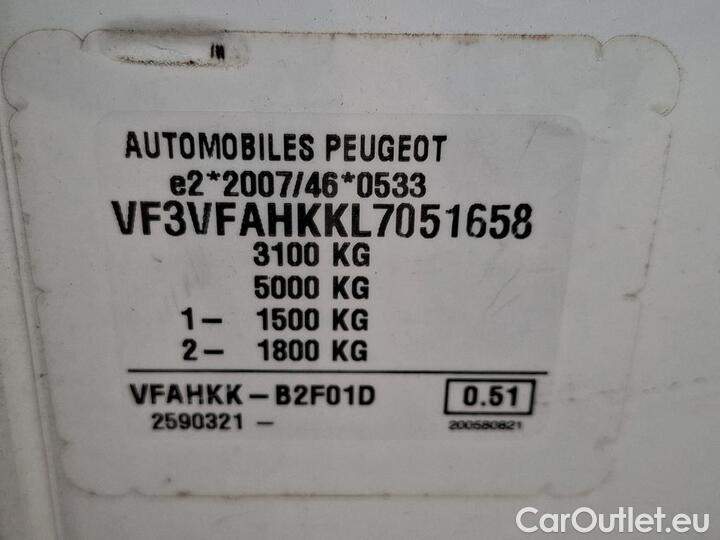 AUTOMOBILES PEUGEOT
e2*2007/46*0533
VF3VFAHKKL7051658
3100 KG
5000 KG
1- 1500 KG
2- 1800 KG
VFAHKK-B2F01D 0.51
2590321 - 200580821
CarOutlet.eu